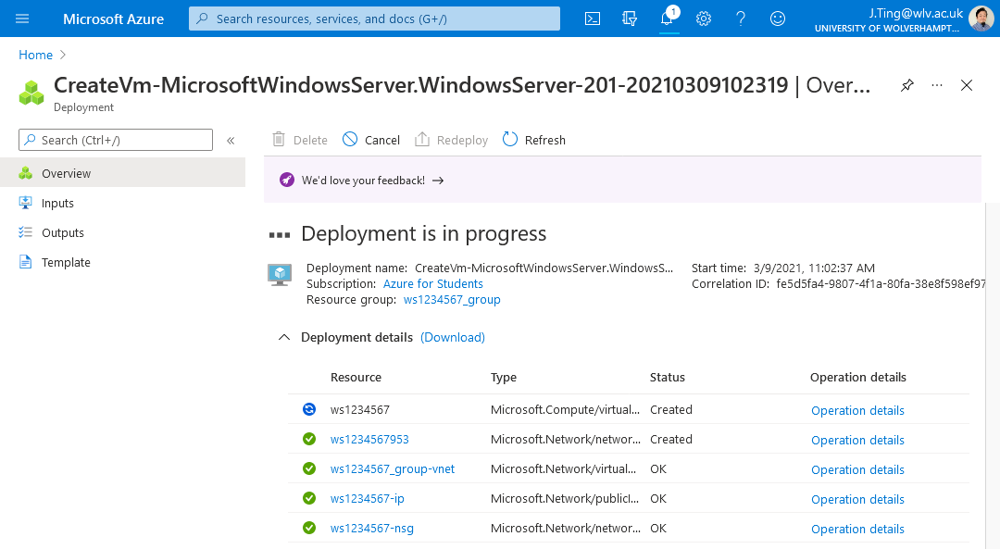 Microsoft Azure
Search resources, services, and docs (G+/)
1
J.Ting@wlv.ac.uk
UNIVERSITY OF WOLVERHAMPT...
Home
CreateVm-MicrosoftWindowsServer.WindowsServer-201-20210309102319 | Over...
Deployment
Search (Ctrl+/)
Delete Cancel Redeploy Refresh
Overview
Inputs
Outputs
Template
We'd love your feedback! →
Deployment is in progress
Deployment name: CreateVm-MicrosoftWindowsServer.WindowsS...
Subscription: Azure for Students
Resource group: ws1234567_group
Start time: 3/9/2021, 11:02:37 AM
Correlation ID: fe5d5fa4-9807-4f1a-80fa-38e8f598ef97
Deployment details (Download)
Resource Type Status Operation details
ws1234567 Microsoft.Compute/virtual... Created Operation details
ws1234567953 Microsoft.Network/networ... Created Operation details
ws1234567_group-vnet Microsoft.Network/virtual... OK Operation details
ws1234567-ip Microsoft.Network/publicI... OK Operation details
ws1234567-nsg Microsoft.Network/networ... OK Operation details